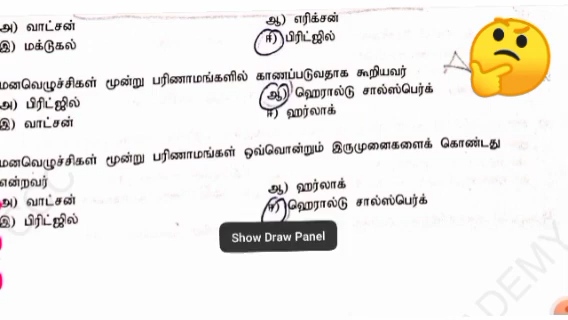 அ) வாட்சன் ஆ) எரிக்சன்
இ) மக்டுகல் ஈ) பிரிட்ஜில்
மனவெழுச்சிகள் மூன்று பரிணாமங்களில் காணப்படுவதாக கூறியவர்
அ) பிரிட்ஜில் ஆ) ஹெரால்டு சால்ஸ்பெர்க்
இ) வாட்சன் ஈ) ஹர்லாக்
மனவெழுச்சிகள் மூன்று பரிணாமங்கள் ஒவ்வொன்றும் இருமுனைகளைக் கொண்டது
என்றவர்
அ) வாட்சன் ஆ) ஹர்லாக்
இ) பிரிட்ஜில் ஈ) ஹெரால்டு சால்ஸ்பெர்க்
Show Draw Panel